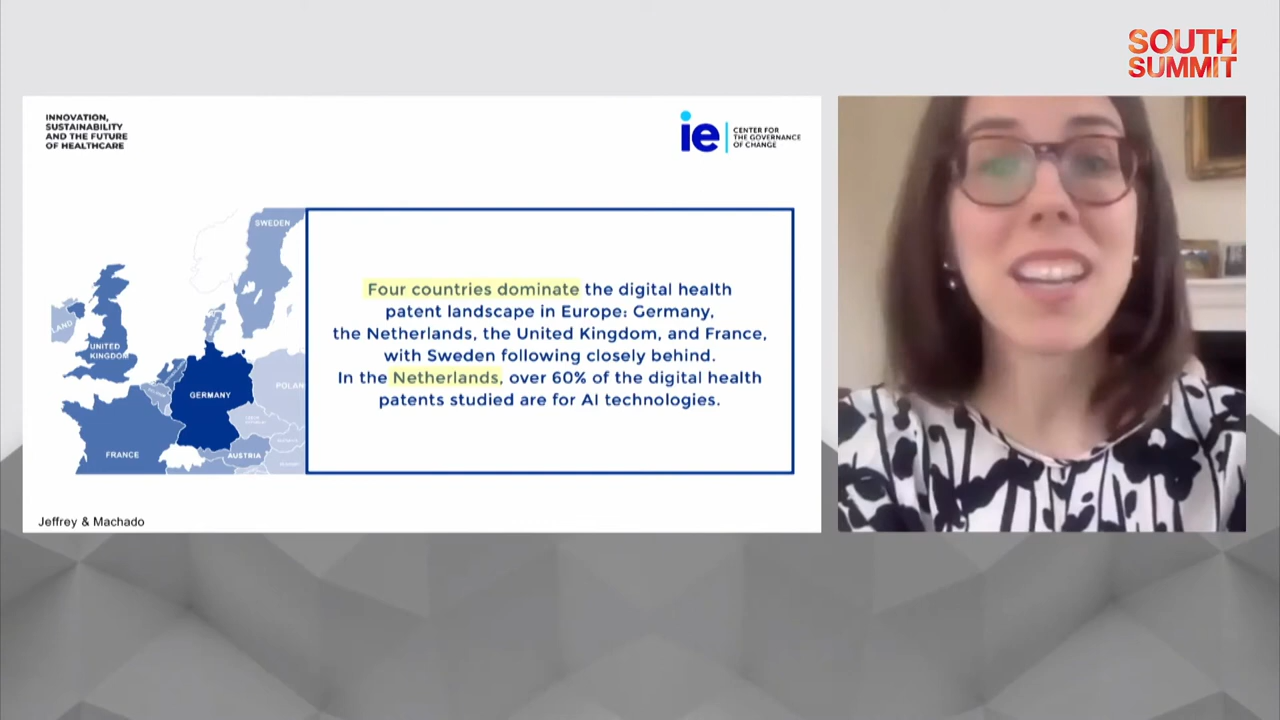 SOUTH
SUMMIT
INNOVATION,
SUSTAINABILITY
AND THE FUTURE
OF HEALTHCARE
ie
CENTER FOR
THE GOVERNANCE
OF CHANGE
SWEDEN
LAND
UNITED
KINGDOM
GERMANY
POLAN
FRANCE
AUSTRIA
Four countries dominate the digital health
patent landscape in Europe: Germany,
the Netherlands, the United Kingdom, and France,
with Sweden following closely behind.
In the Netherlands, over 60% of the digital health
patents studied are for AI technologies.
Jeffrey & Machado